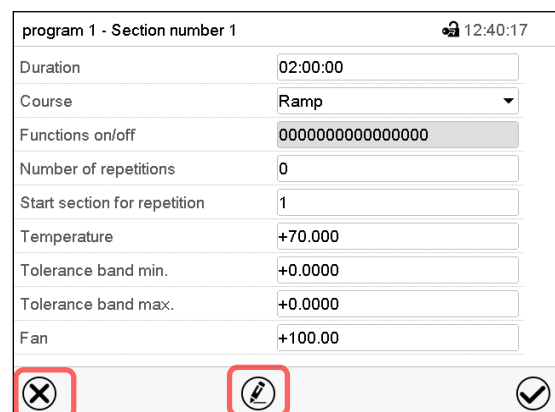 program 1 - Section number 1 12:40:17
Duration 02:00:00
Course Ramp
Functions on/off 0000000000000000
Number of repetitions 0
Start section for repetition 1
Temperature +70.000
Tolerance band min. +0.0000
Tolerance band max. +0.0000
Fan +100.00